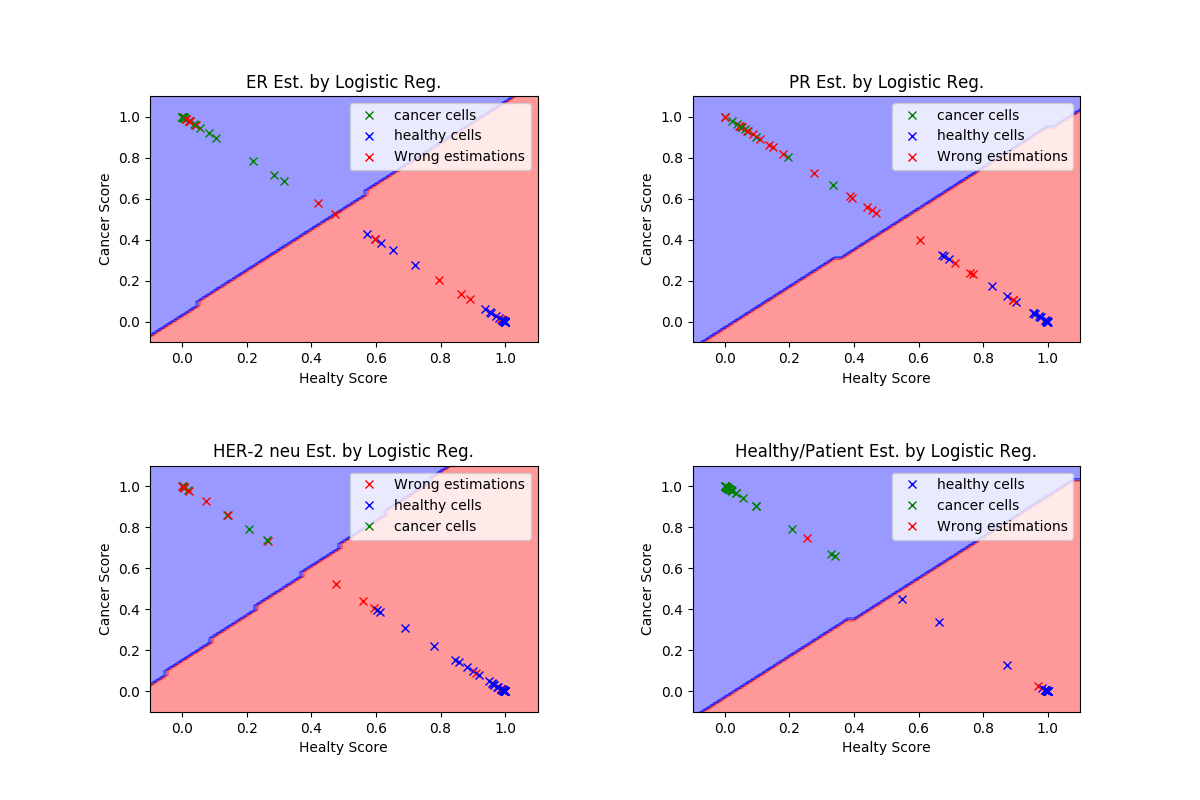 ER Est. by Logistic Reg.
cancer cells
healthy cells
Wrong estimations
1.0
0.8
0.6
0.4
0.2
0.0
Cancer Score
0.0 0.2 0.4 0.6 0.8 1.0
Healty Score
PR Est. by Logistic Reg.
cancer cells
healthy cells
Wrong estimations
1.0
0.8
0.6
0.4
0.2
0.0
Cancer Score
0.0 0.2 0.4 0.6 0.8 1.0
Healty Score
HER-2 neu Est. by Logistic Reg.
Wrong estimations
healthy cells
cancer cells
1.0
0.8
0.6
0.4
0.2
0.0
Cancer Score
0.0 0.2 0.4 0.6 0.8 1.0
Healty Score
Healthy/Patient Est. by Logistic Reg.
healthy cells
cancer cells
Wrong estimations
1.0
0.8
0.6
0.4
0.2
0.0
Cancer Score
0.0 0.2 0.4 0.6 0.8 1.0
Healty Score